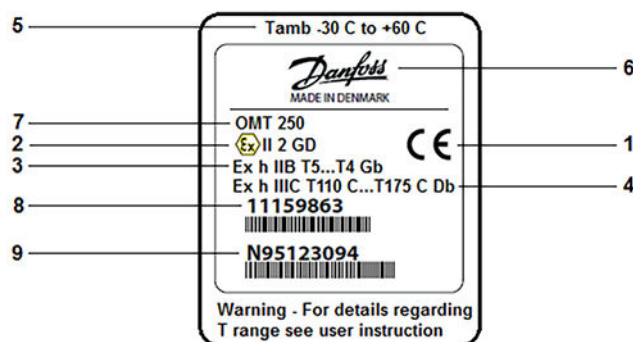 5 Tamb -30 C to +60 C
Danfoss 6
MADE IN DENMARK
7 OMT 250
2 Ex II 2 GD CE 1
3 Ex h IIB T5...T4 Gb
Ex h IIIC T110 C...T175 C Db 4
8 11159863
9 N95123094
Warning - For details regarding
T range see user instruction